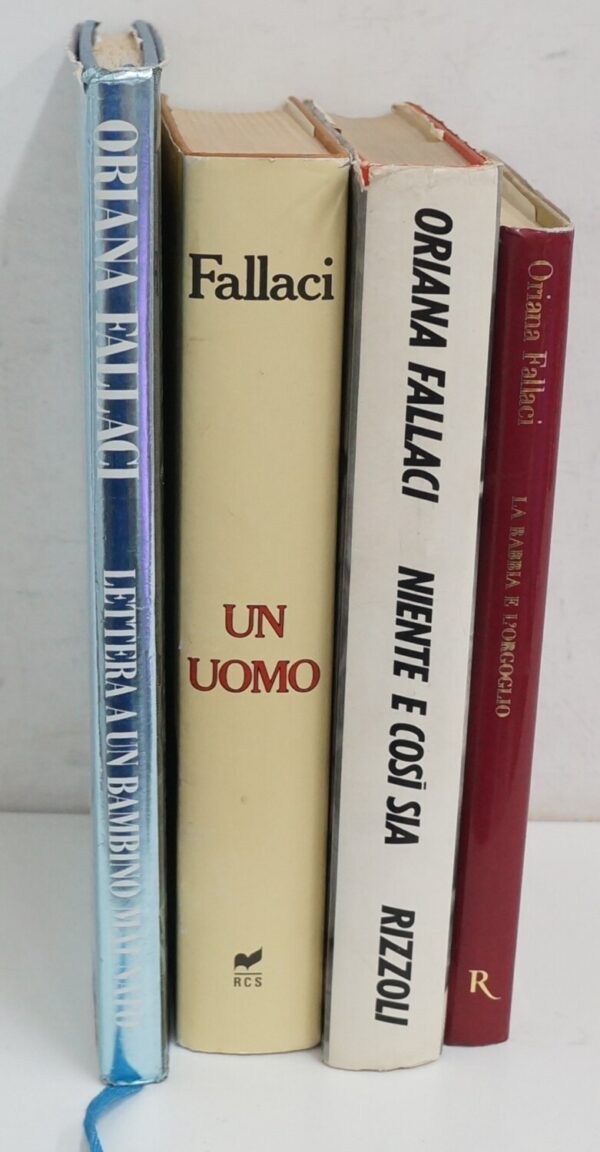 ORIANA FALLACI LETTERA A UN BAMBINO MAI NATO
Fallaci
UN
UOMO
RCS
ORIANA FALLACI NIENTE E COSÌ SIA RIZZOLI
Oriana Fallaci LA RABBIA E L'ORGOGLIO
R